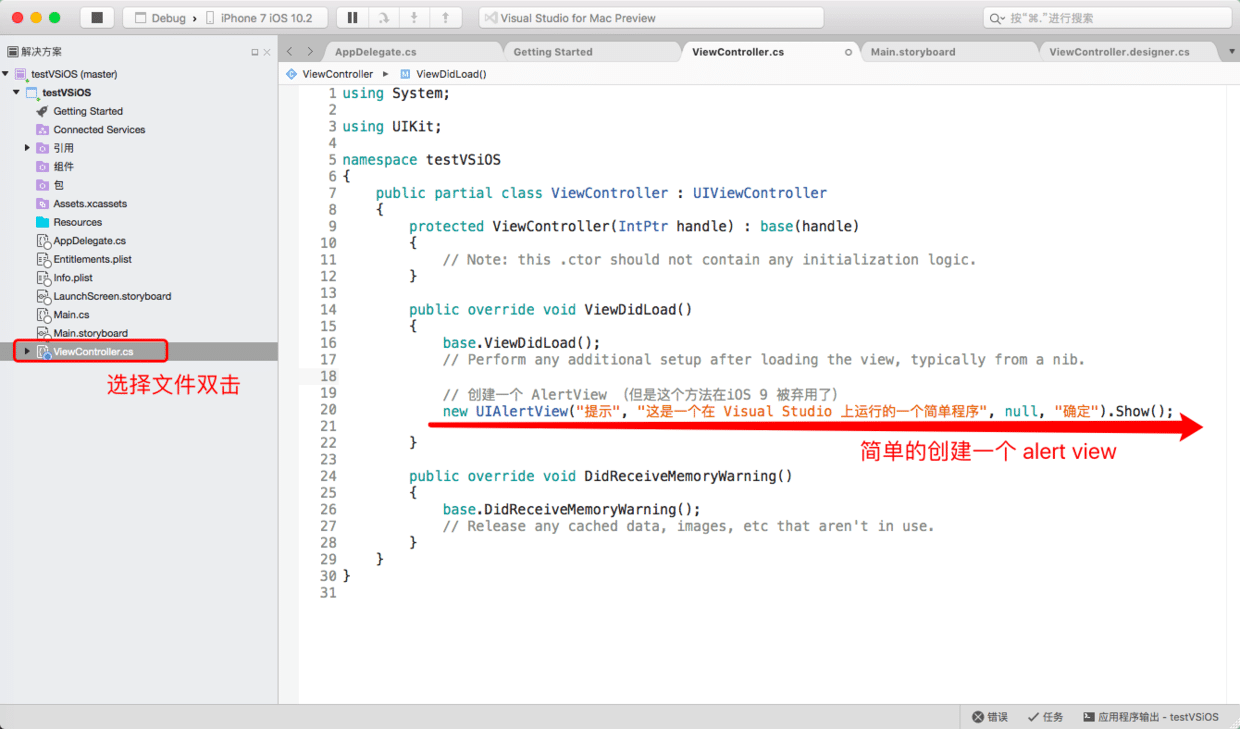 Debug › iPhone 7 iOS 10.2
Visual Studio for Mac Preview
按“⌘.”进行搜索
解决方案
testVSiOS (master)
testVSiOS
Getting Started
Connected Services
引用
组件
包
Assets.xcassets
Resources
AppDelegate.cs
Entitlements.plist
Info.plist
LaunchScreen.storyboard
Main.cs
Main.storyboard
ViewController.cs
选择文件双击
AppDelegate.cs
Getting Started
ViewController.cs
Main.storyboard
ViewController.designer.cs
ViewController ▸ M ViewDidLoad()
1 using System;
2
3 using UIKit;
4
5 namespace testVSiOS
6 {
7 public partial class ViewController : UIViewController
8 {
9 protected ViewController(IntPtr handle) : base(handle)
10 {
11 // Note: this .ctor should not contain any initialization logic.
12 }
13
14 public override void ViewDidLoad()
15 {
16 base.ViewDidLoad();
17 // Perform any additional setup after loading the view, typically from a nib.
18
19 // 创建一个 AlertView （但是这个方法在iOS 9 被弃用了）
20 new UIAlertView("提示", "这是一个在 Visual Studio 上运行的一个简单程序", null, "确定").Show();
21
简单的创建一个 alert view
22 }
23
24 public override void DidReceiveMemoryWarning()
25 {
26 base.DidReceiveMemoryWarning();
27 // Release any cached data, images, etc that aren't in use.
28 }
29 }
30 }
31
错误
任务
应用程序输出 - testVSiOS